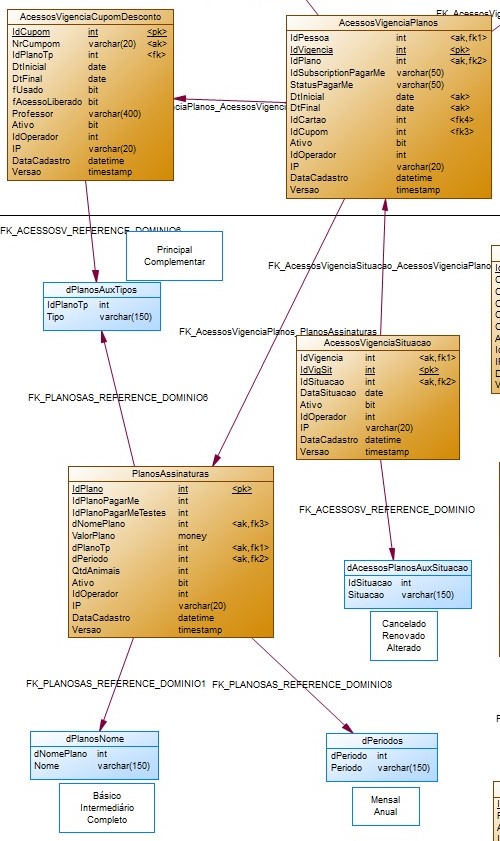 AcessosVigenciaCupomDesconto
IdCupom int <pk>
NrCumpom varchar(20) <ak>
IdPlanoTp int <fk>
DtInicial date
DtFinal date
fUsado bit
fAcessoLiberado bit
Professor varchar(400)
Ativo bit
IdOperador int
IP varchar(20)
DataCadastro datetime
Versao timestamp
FK_AcessosVig
AcessosVigenciaPlanos
IdPessoa int <ak,fk1>
IdVigencia int <pk>
IdPlano int <ak,fk2>
IdSubscriptionPagarMe varchar(50)
StatusPagarMe varchar(50)
DtInicial date <ak>
DtFinal date <ak>
IdCartao int <fk4>
IdCupom int <fk3>
Ativo bit
IdOperador int
IP varchar(20)
DataCadastro datetime
Versao timestamp
ciaPlanos_AcessosVigenci
FK_ACESSOSV_REFERENCE_DOMINIO6
Principal
Complementar
dPlanosAuxTipos
IdPlanoTp int
Tipo varchar(150)
FK_AcessosVigenciaSituacao_AcessosVigenciaPlano
FK_AcessosVigenciaPlanos_PlanosAssinaturas
AcessosVigenciaSituacao
IdVigencia int <ak,fk1>
IdVigSit int <pk>
IdSituacao int <ak,fk2>
DataSituacao date
Ativo bit
IdOperador int
IP varchar(20)
DataCadastro datetime
Versao timestamp
FK_PLANOSAS_REFERENCE_DOMINIO6
PlanosAssinaturas
IdPlano int <pk>
IdPlanoPagarMe int
IdPlanoPagarMeTestes int
dNomePlano int <ak,fk3>
ValorPlano money
dPlanoTp int <ak,fk1>
dPeriodo int <ak,fk2>
QtdAnimais int
Ativo bit
IdOperador int
IP varchar(20)
DataCadastro datetime
Versao timestamp
FK_ACESSOSV_REFERENCE_DOMINIO
dAcessosPlanosAuxSituacao
IdSituacao int
Situacao varchar(150)
Cancelado
Renovado
Alterado
FK_PLANOSAS_REFERENCE_DOMINIO1
FK_PLANOSAS_REFERENCE_DOMINIO8
dPlanosNome
dNomePlano int
Nome varchar(150)
Básico
Intermediário
Completo
dPeriodos
dPeriodo int
Periodo varchar(150)
Mensal
Anual